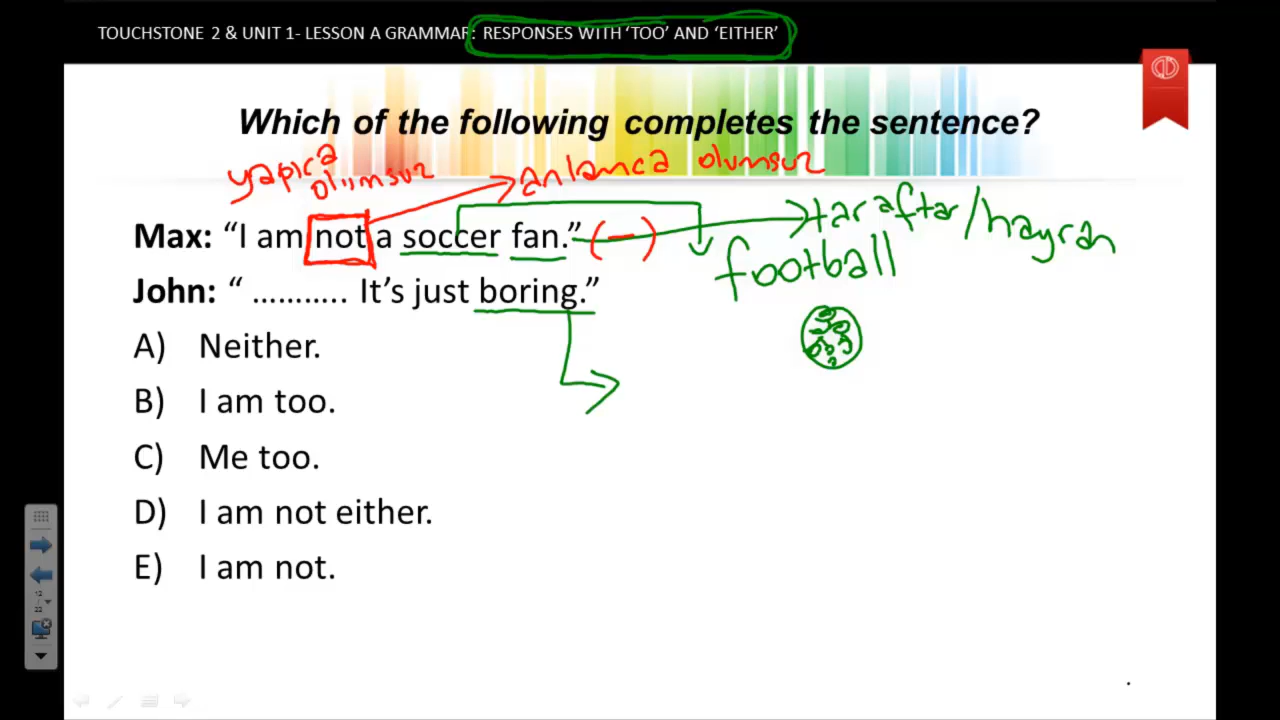 TOUCHSTONE 2 & UNIT 1- LESSON A GRAMMAR: RESPONSES WITH 'TOO' AND 'EITHER'
Which of the following completes the sentence?
yapıca olumsuz
anlamca olumsuz
Max: “I am not a soccer fan.” (-)
taraftar/hayran
football
John: “ ……….. It’s just boring.”
A) Neither.
B) I am too.
C) Me too.
D) I am not either.
E) I am not.
12
/
22